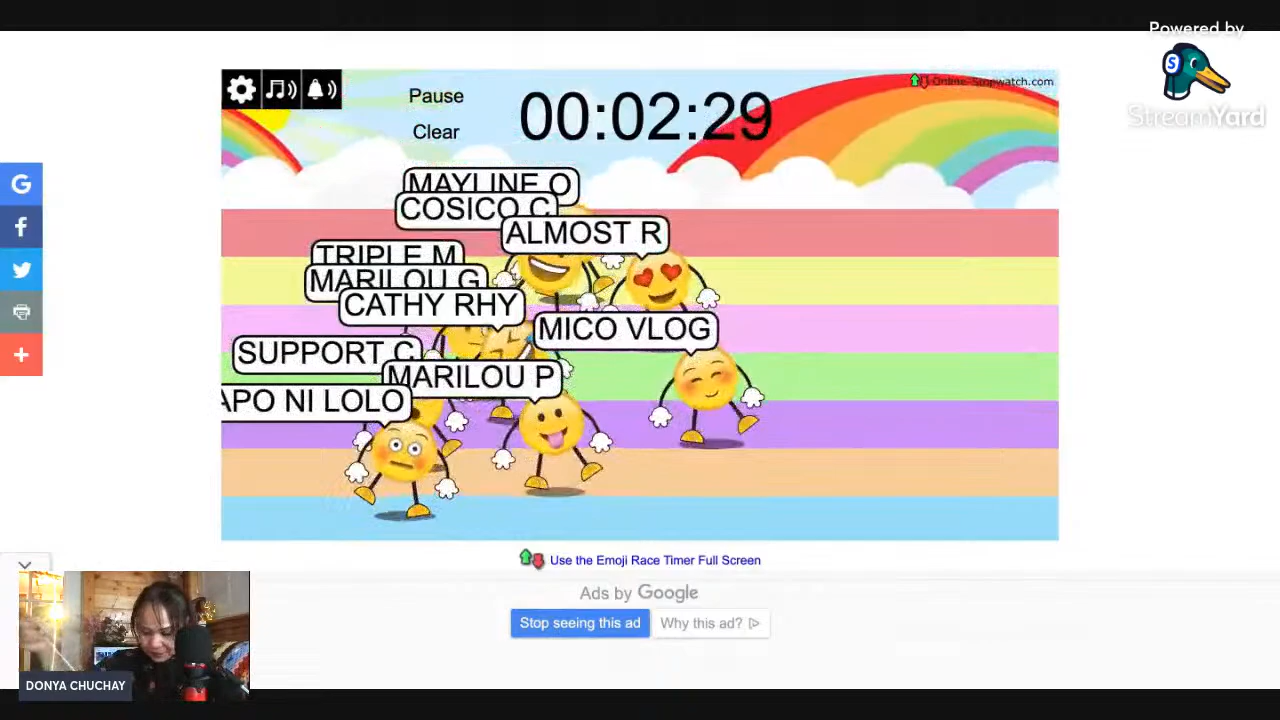 Powered by
StreamYard
Online-Stopwatch.com
Pause
Clear
00:02:29
MAYLINE O
COSICO C
ALMOST R
TRIPLE M
MARILOU G
CATHY RHY
MICO VLOG
SUPPORT C
MARILOU P
APO NI LOLO
Use the Emoji Race Timer Full Screen
Ads by Google
Stop seeing this ad
Why this ad?
DONYA CHUCHAY